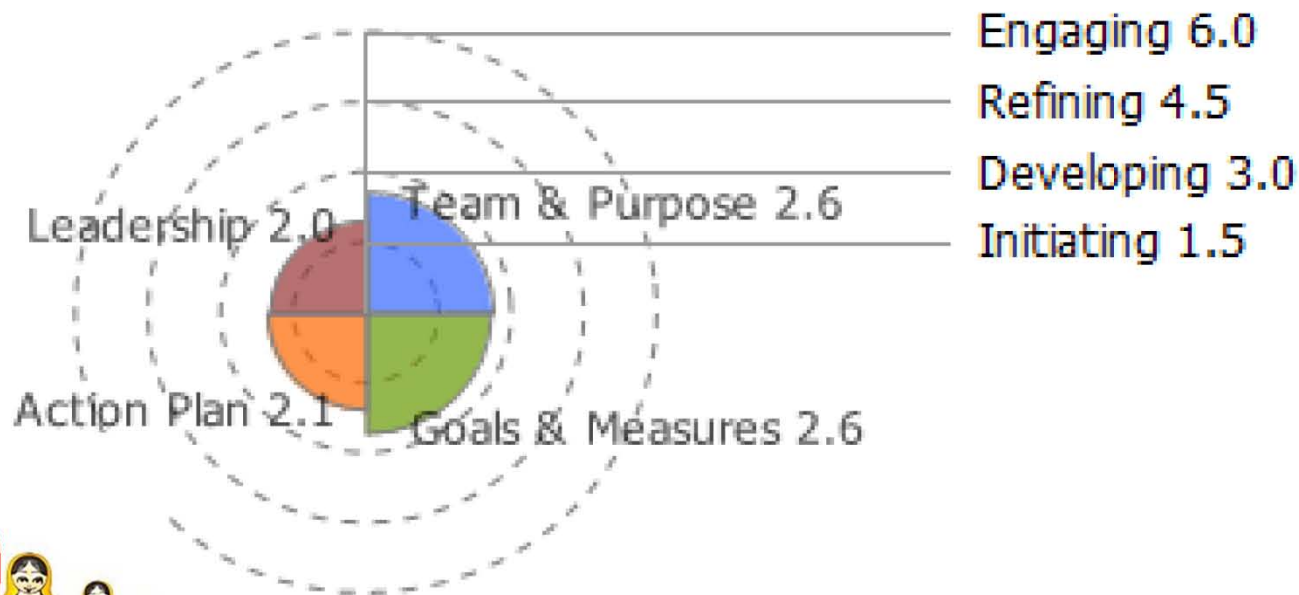 Engaging 6.0
Refining 4.5
Developing 3.0
Team & Purpose 2.6
Leadership 2.0
Initiating 1.5
Action Plan 2.1
Goals & Measures 2.6